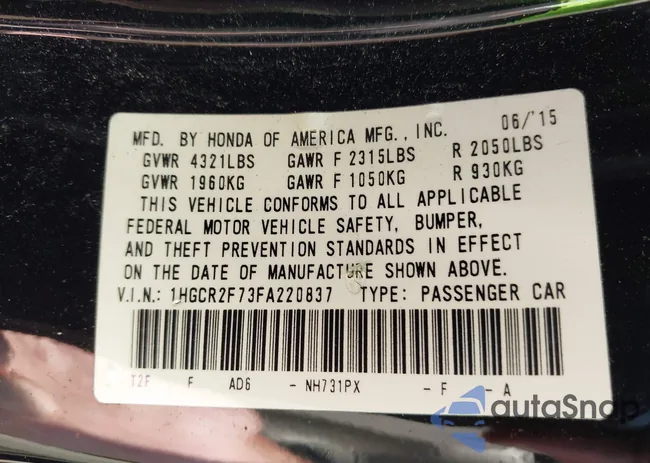 MFD. BY HONDA OF AMERICA MFG., INC. 06/'15
GVWR 4321LBS GAWR F 2315LBS R 2050LBS
GVWR 1960KG GAWR F 1050KG R 930KG
THIS VEHICLE CONFORMS TO ALL APPLICABLE
FEDERAL MOTOR VEHICLE SAFETY, BUMPER,
AND THEFT PREVENTION STANDARDS IN EFFECT
ON THE DATE OF MANUFACTURE SHOWN ABOVE.
V.I.N.: 1HGCR2F73FA220837 TYPE: PASSENGER CAR
T2F F AD6 - NH731PX - F - A
autoSnap